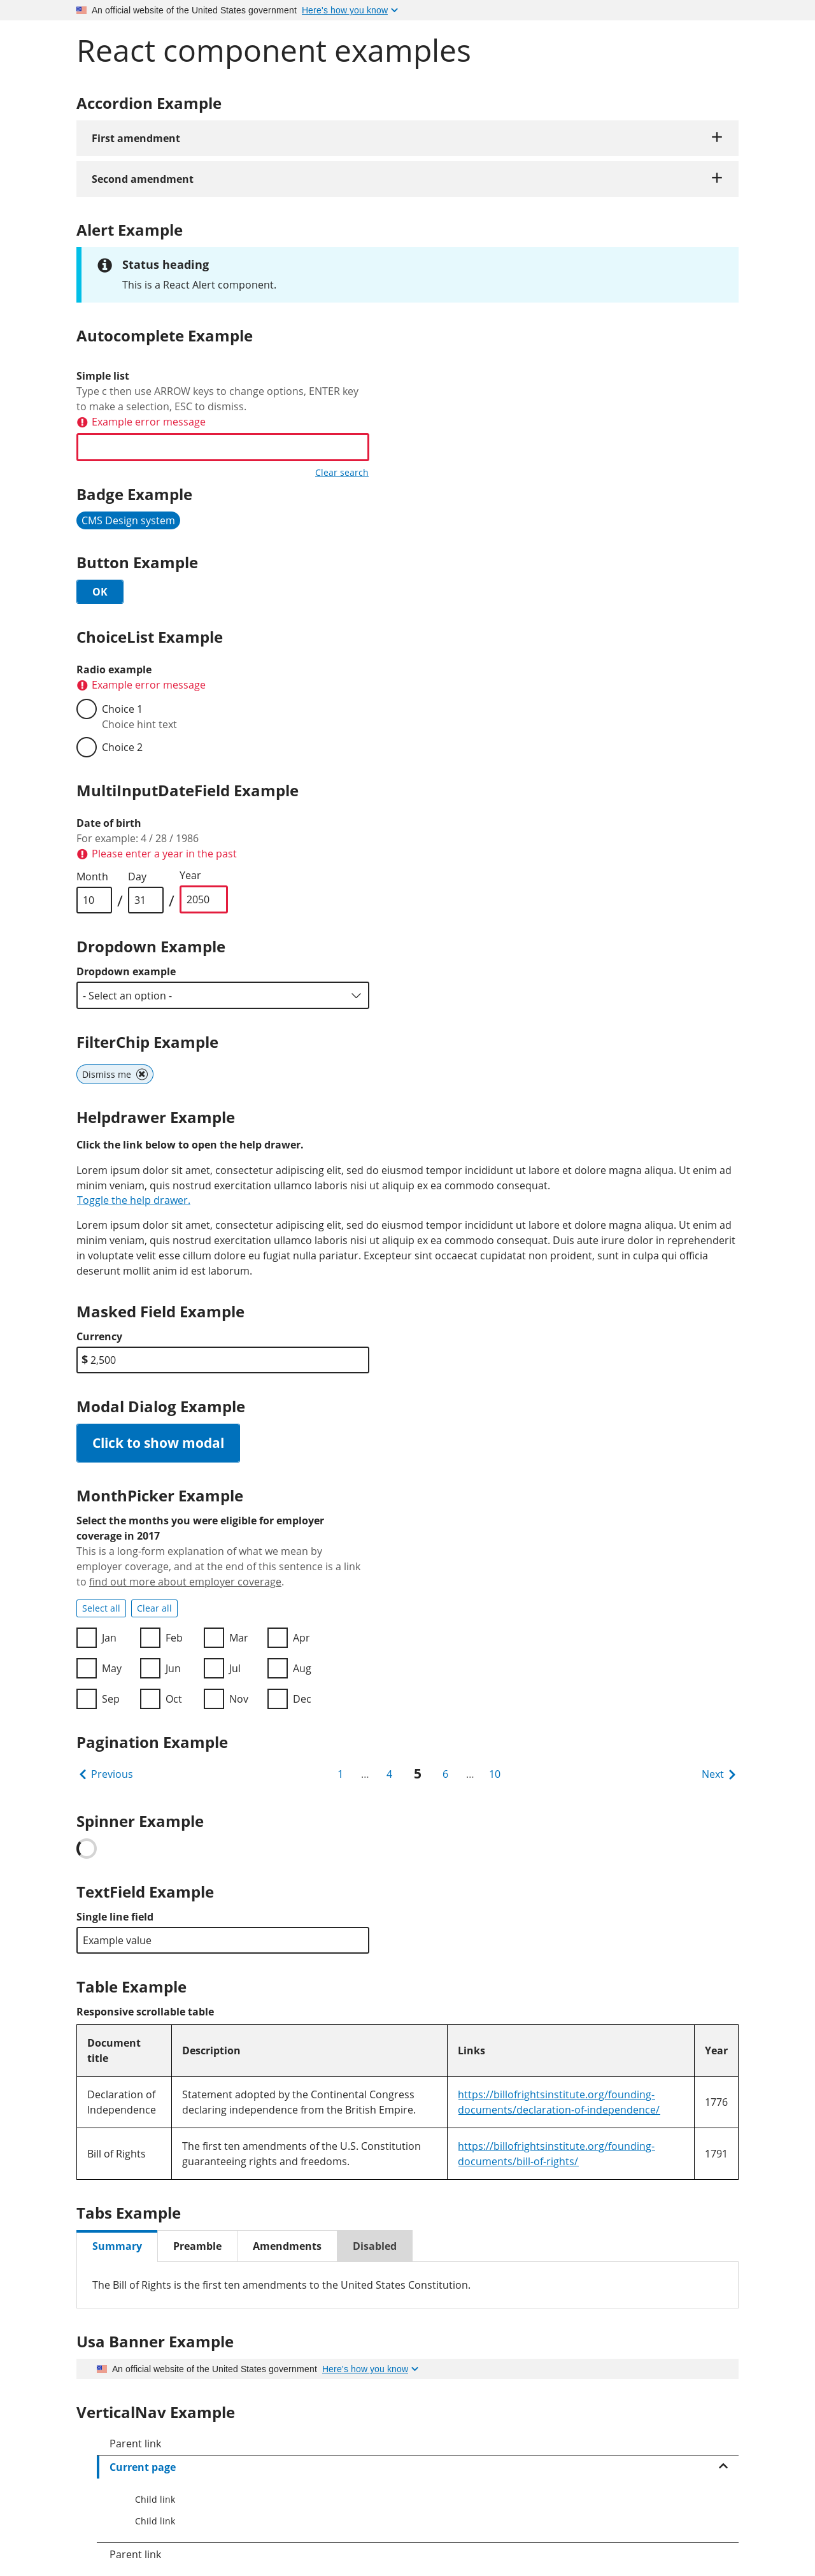 An official website of the United States government Here's how you know
React component examples
Accordion Example
First amendment
Second amendment
Alert Example
Status heading
This is a React Alert component.
Autocomplete Example
Simple list
Type c then use ARROW keys to change options, ENTER key
to make a selection, ESC to dismiss.
Example error message
Clear search
Badge Example
CMS Design system
Button Example
OK
ChoiceList Example
Radio example
Example error message
Choice 1
Choice hint text
Choice 2
MultiInputDateField Example
Date of birth
For example: 4 / 28 / 1986
Please enter a year in the past
Month Day Year
10 / 31 / 2050
Dropdown Example
Dropdown example
- Select an option -
FilterChip Example
Dismiss me
Helpdrawer Example
Click the link below to open the help drawer.
Lorem ipsum dolor sit amet, consectetur adipiscing elit, sed do eiusmod tempor incididunt ut labore et dolore magna aliqua. Ut enim ad
minim veniam, quis nostrud exercitation ullamco laboris nisi ut aliquip ex ea commodo consequat.
Toggle the help drawer.
Lorem ipsum dolor sit amet, consectetur adipiscing elit, sed do eiusmod tempor incididunt ut labore et dolore magna aliqua. Ut enim ad
minim veniam, quis nostrud exercitation ullamco laboris nisi ut aliquip ex ea commodo consequat. Duis aute irure dolor in reprehenderit
in voluptate velit esse cillum dolore eu fugiat nulla pariatur. Excepteur sint occaecat cupidatat non proident, sunt in culpa qui officia
deserunt mollit anim id est laborum.
Masked Field Example
Currency
$ 2,500
Modal Dialog Example
Click to show modal
MonthPicker Example
Select the months you were eligible for employer
coverage in 2017
This is a long-form explanation of what we mean by
employer coverage, and at the end of this sentence is a link
to find out more about employer coverage.
Select all Clear all
Jan Feb Mar Apr
May Jun Jul Aug
Sep Oct Nov Dec
Pagination Example
Previous 1 ... 4 5 6 ... 10 Next
Spinner Example
TextField Example
Single line field
Example value
Table Example
Responsive scrollable table
Document
title
Description
Links
Year
Declaration of
Independence
Statement adopted by the Continental Congress
declaring independence from the British Empire.
https://billofrightsinstitute.org/founding-
documents/declaration-of-independence/
1776
Bill of Rights
The first ten amendments of the U.S. Constitution
guaranteeing rights and freedoms.
https://billofrightsinstitute.org/founding-
documents/bill-of-rights/
1791
Tabs Example
Summary Preamble Amendments Disabled
The Bill of Rights is the first ten amendments to the United States Constitution.
Usa Banner Example
An official website of the United States government Here's how you know
VerticalNav Example
Parent link
Current page
Child link
Child link
Parent link